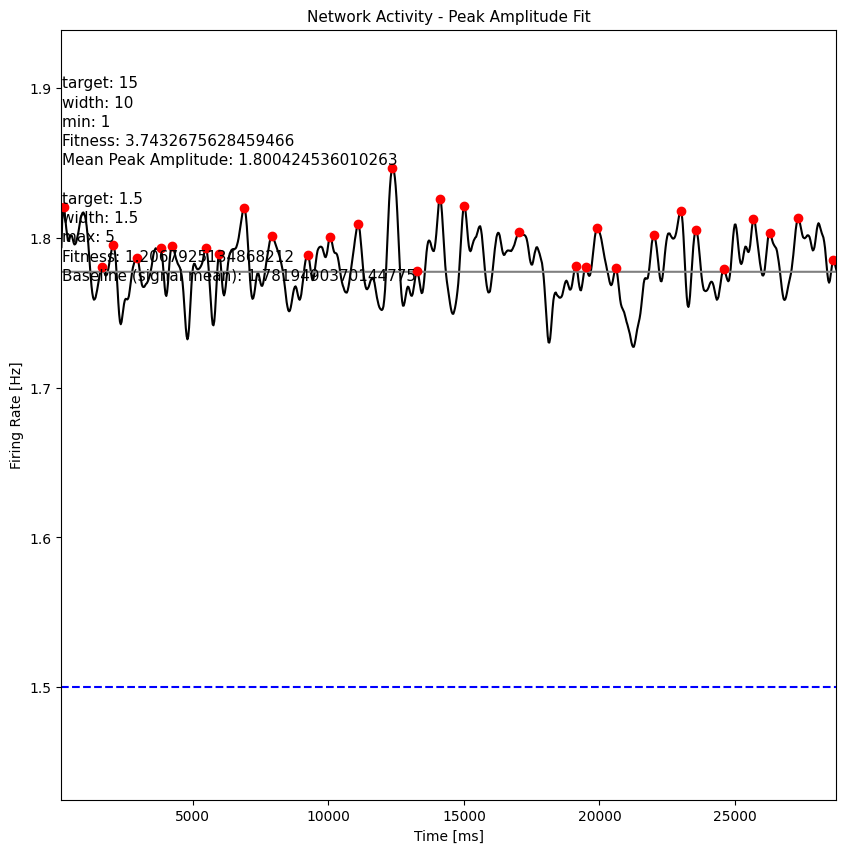 Network Activity - Peak Amplitude Fit
target: 15
width: 10
min: 1
Fitness: 3.7432675628459466
Mean Peak Amplitude: 1.800424536010263
target: 1.5
width: 1.5
max: 5
Fitness:
Baseline (signal mean):
1.9
1.8
1.7
1.6
1.5
Firing Rate [Hz]
5000
10000
15000
20000
25000
Time [ms]